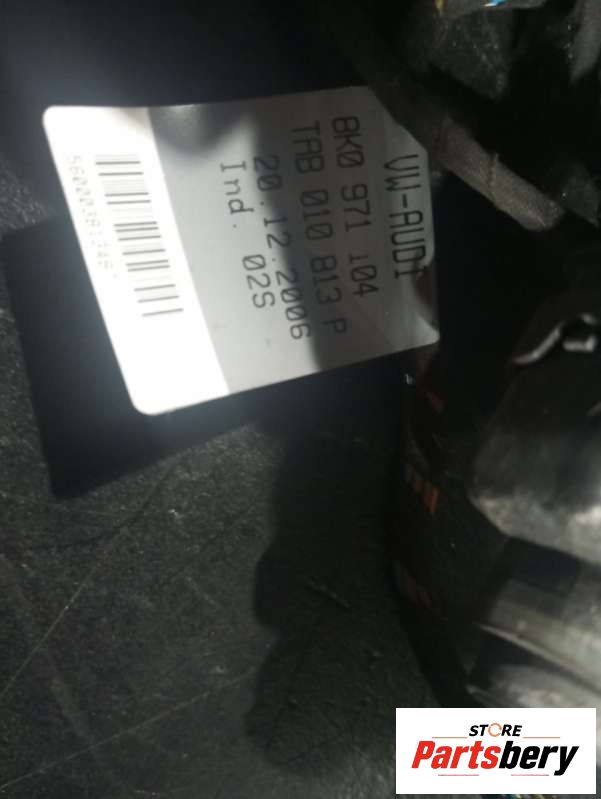 VW-AUDI
8K0 971 104
TAB 010 813 P
20.12.2006
Ind. 02S
STORE
Partsbery